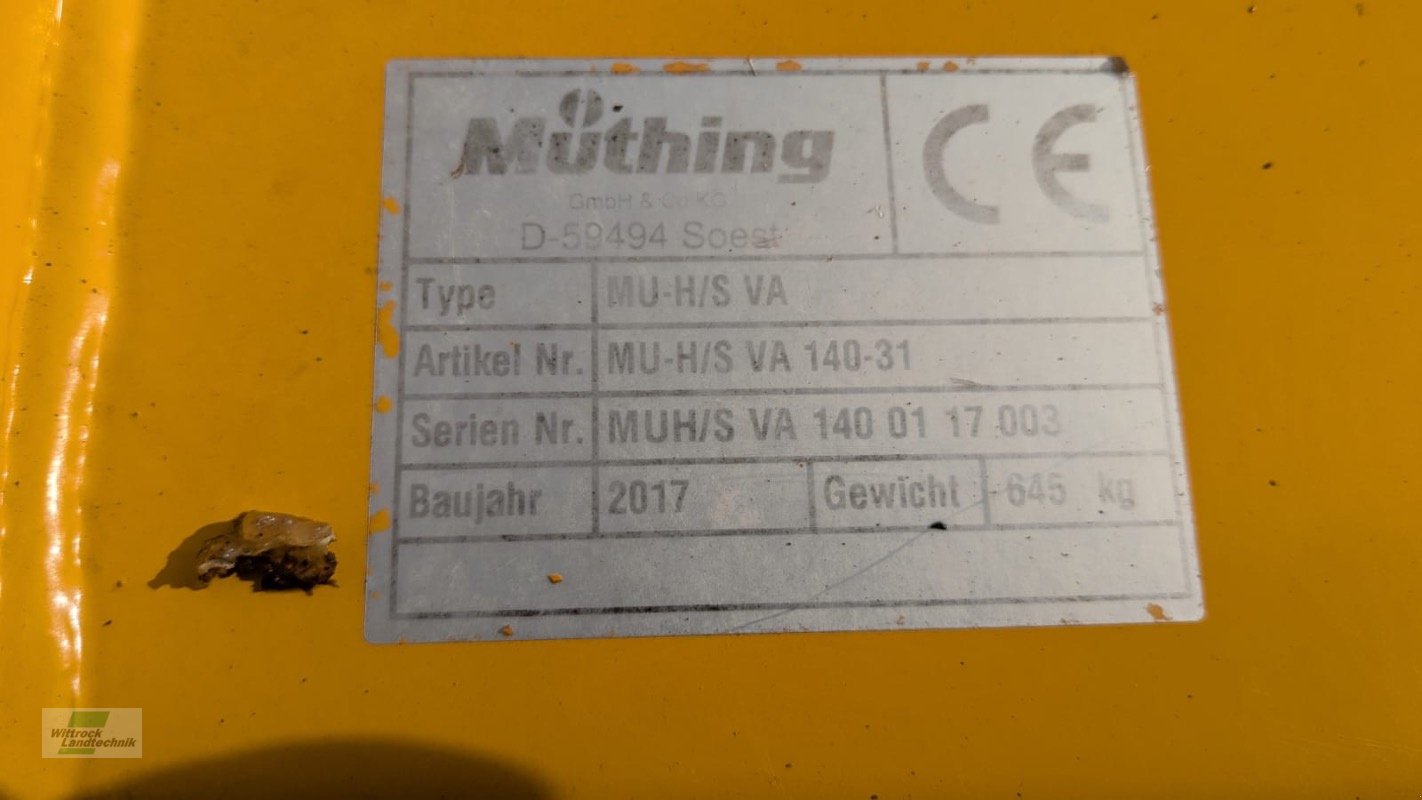 Müthing
GmbH & Co KG
D-59494 Soest
CE
Type MU-H/S VA
Artikel Nr. MU-H/S VA 140-31
Serien Nr. MUH/S VA 140 01 17 003
Baujahr 2017 Gewicht 645 kg
Wittrock
Landtechnik